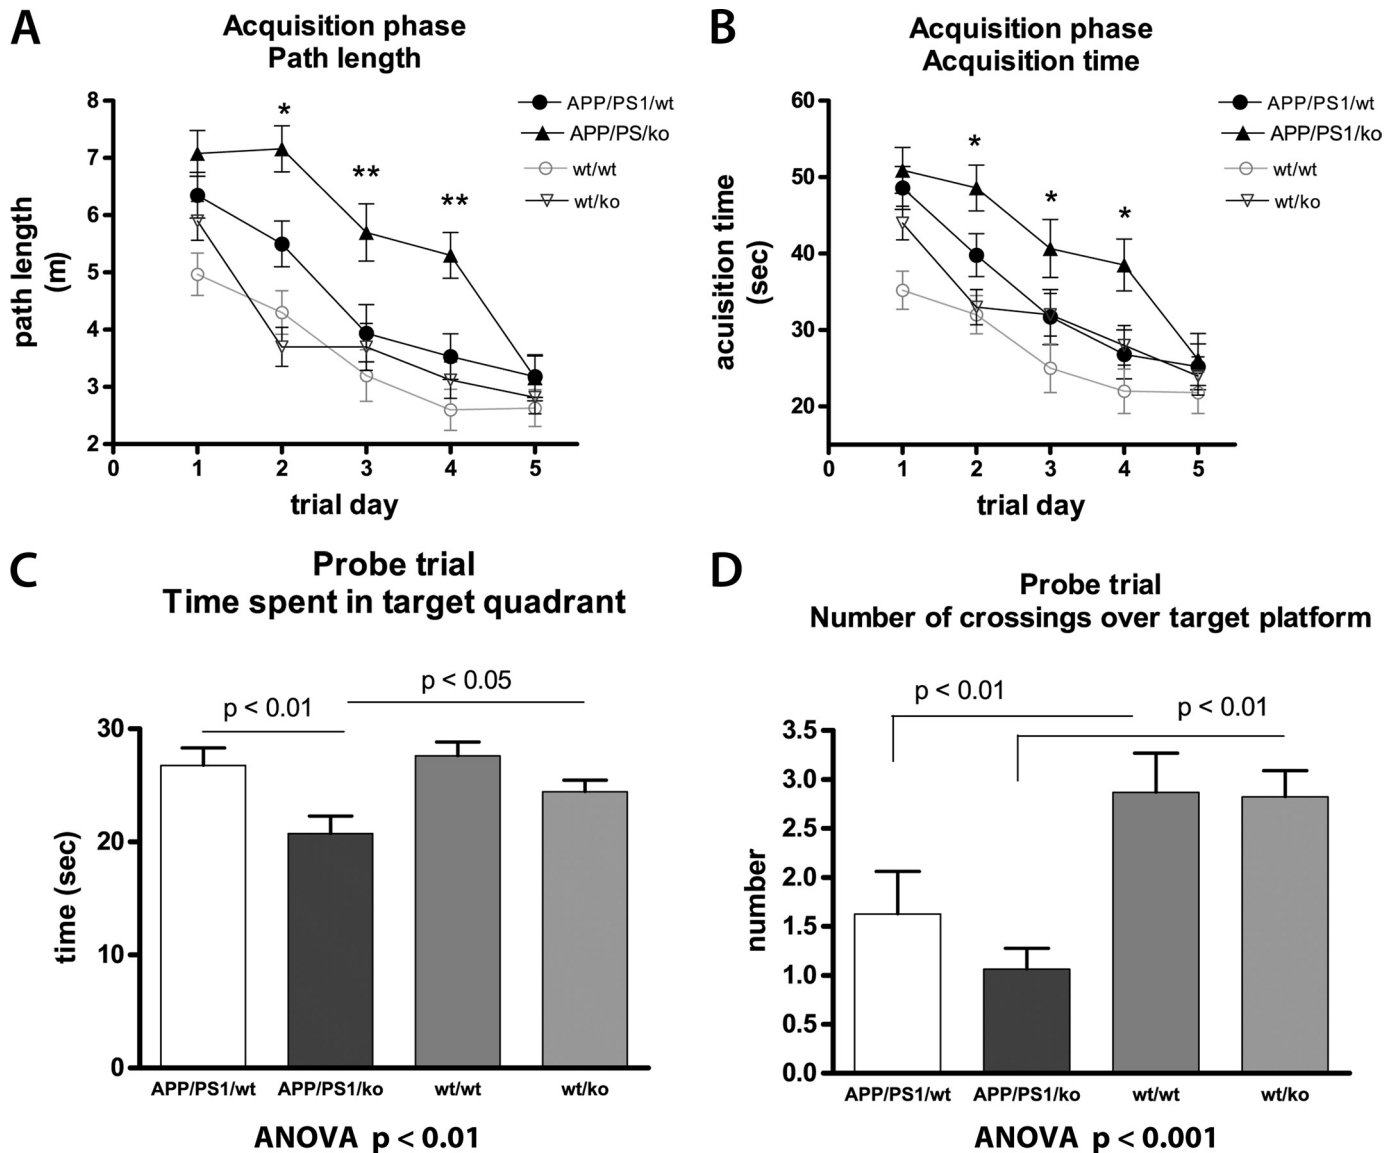 A
Acquisition phase
Path length
8
7
6
5
4
3
2
0
1
2
3
4
5
path length
(m)
trial day
*
**
**
APP/PS1/wt
APP/PS/ko
wt/wt
wt/ko
B
Acquisition phase
Acquisition time
60
50
40
30
20
0
1
2
3
4
5
acuisition time
(sec)
trial day
*
*
*
APP/PS1/wt
APP/PS1/ko
wt/wt
wt/ko
C
Probe trial
Time spent in target quadrant
p < 0.05
p < 0.01
30
20
10
0
time (sec)
APP/PS1/wt
APP/PS1/ko
wt/wt
wt/ko
ANOVA p < 0.01
D
Probe trial
Number of crossings over target platform
p < 0.01
p < 0.01
3.5
3.0
2.5
2.0
1.5
1.0
0.5
0.0
number
APP/PS1/wt
APP/PS1/ko
wt/wt
wt/ko
ANOVA p < 0.001